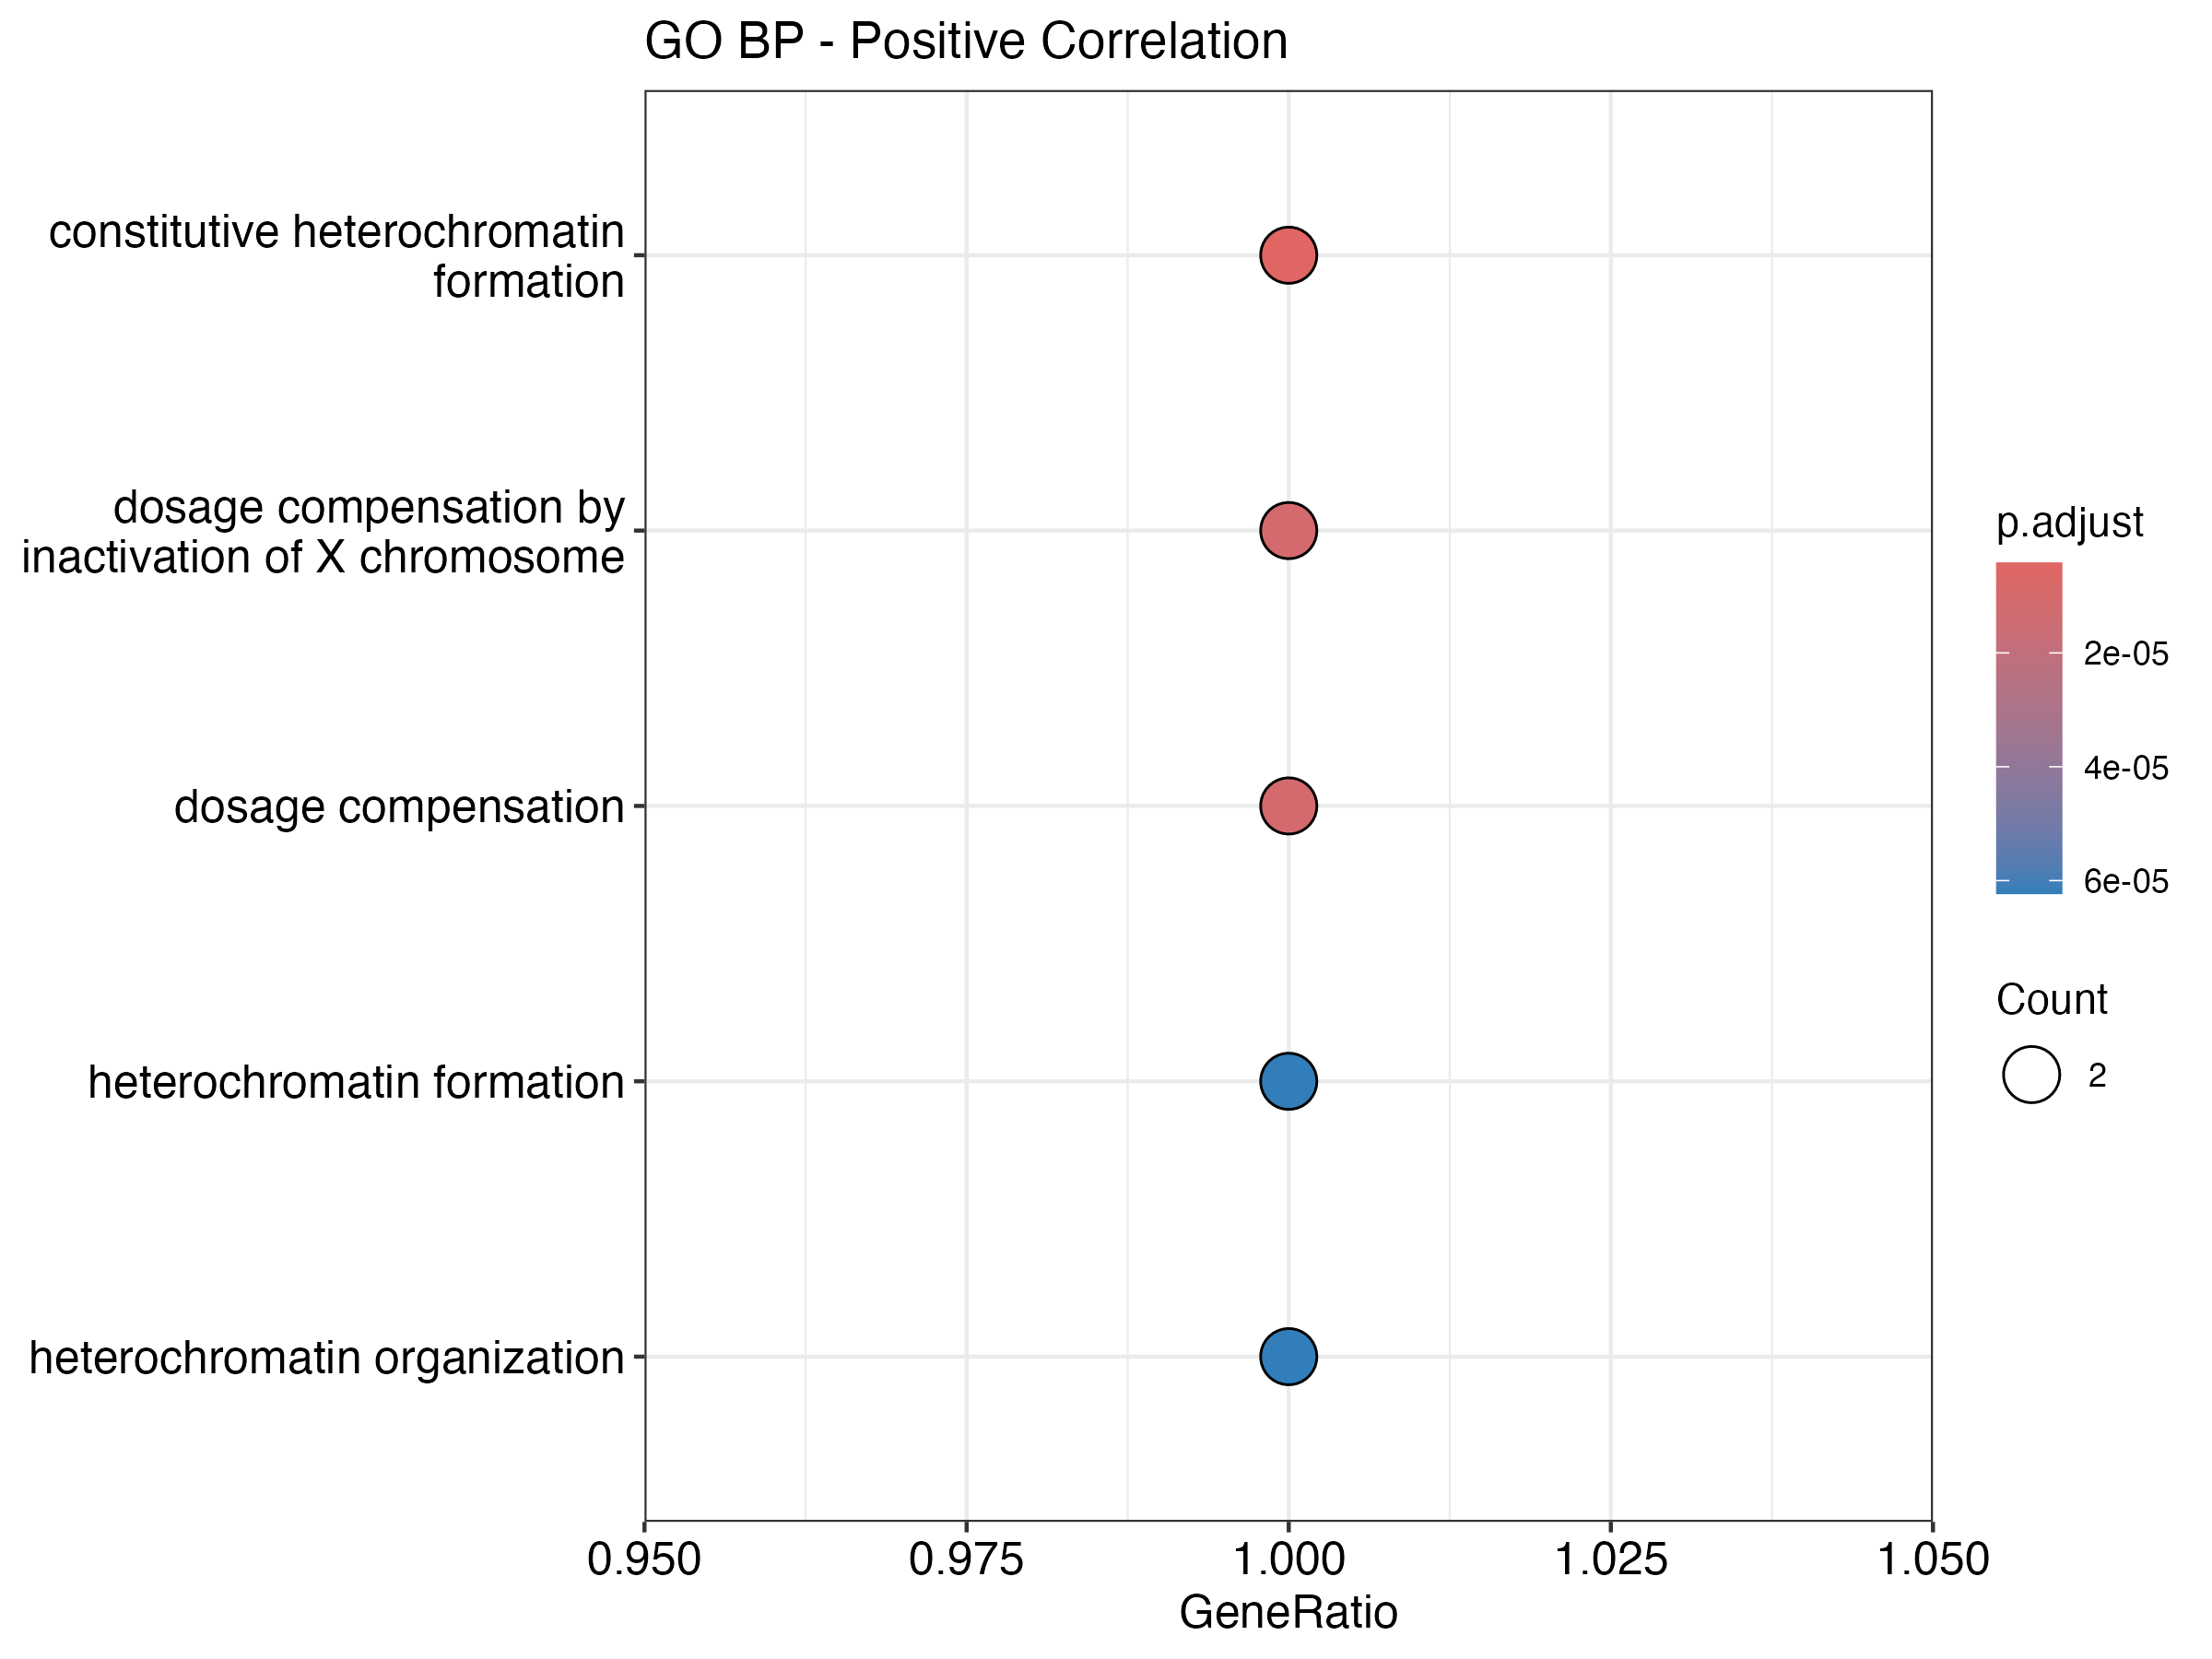 GO BP - Positive Correlation
constitutive heterochromatin
formation
dosage compensation by
inactivation of X chromosome
dosage compensation
heterochromatin formation
heterochromatin organization
0.950
0.975
1.000
1.025
1.050
GeneRatio
p.adjust
2e-05
4e-05
6e-05
Count
2